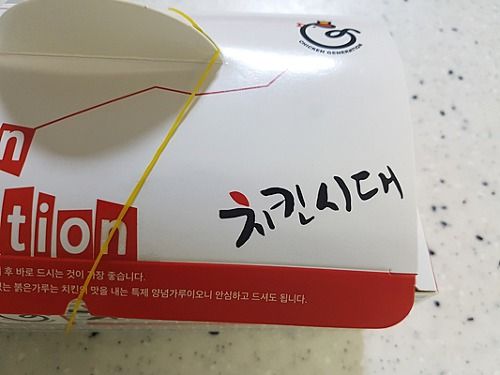 CHICKEN GENERATION
치킨시대
n
tion
후 바로 드시는 것이 가장 좋습니다.
있는 붉은가루는 치킨의 맛을 내는 특제 양념가루이오니 안심하고 드셔도 됩니다.